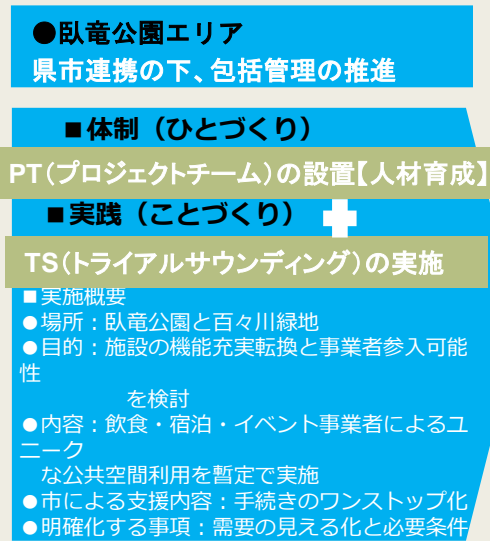 ●臥竜公園エリア
県市連携の下、包括管理の推進
■体制（ひとづくり）
PT（プロジェクトチーム）の設置【人材育成】
■実践（ことづくり）
TS（トライアルサウンディング）の実施
■実施概要
●場所：臥竜公園と百々川緑地
●目的：施設の機能充実転換と事業者参入可能
性
を検討
●内容：飲食・宿泊・イベント事業者によるユ
ニーク
な公共空間利用を暫定で実施
●市による支援内容：手続きのワンストップ化
●明確化する事項：需要の見える化と必要条件